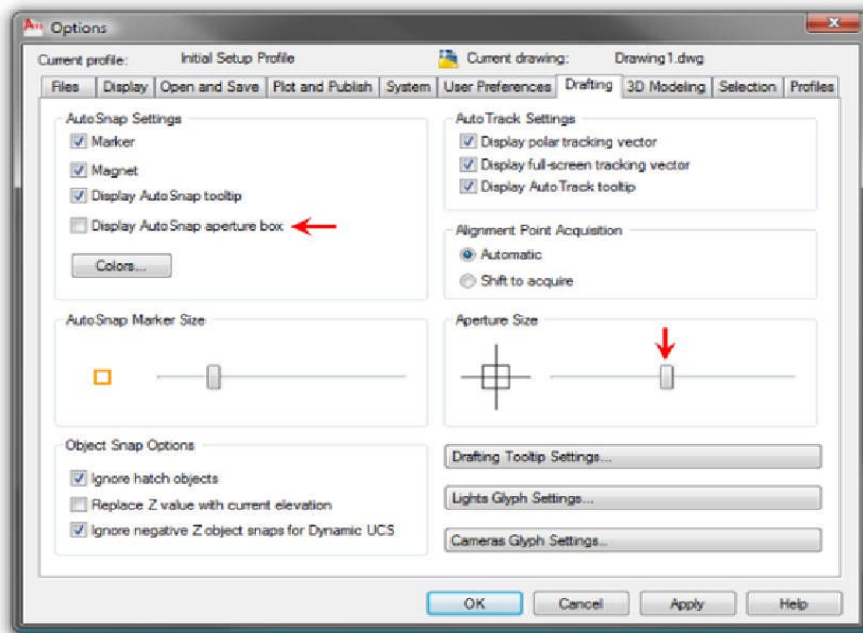 Options
Current profile: Initial Setup Profile Current drawing: Drawing1.dwg
Files Display Open and Save Plot and Publish System User Preferences Drafting 3D Modeling Selection Profiles
AutoSnap Settings
Marker
Magnet
Display AutoSnap tooltip
Display AutoSnap aperture box
Colors...
AutoTrack Settings
Display polar tracking vector
Display full-screen tracking vector
Display AutoTrack tooltip
Alignment Point Acquisition
Automatic
Shift to acquire
AutoSnap Marker Size
Aperture Size
Object Snap Options
Ignore hatch objects
Replace Z value with current elevation
Ignore negative Z object snaps for Dynamic UCS
Drafting Tooltip Settings...
Lights Glyph Settings...
Cameras Glyph Settings...
OK Cancel Apply Help